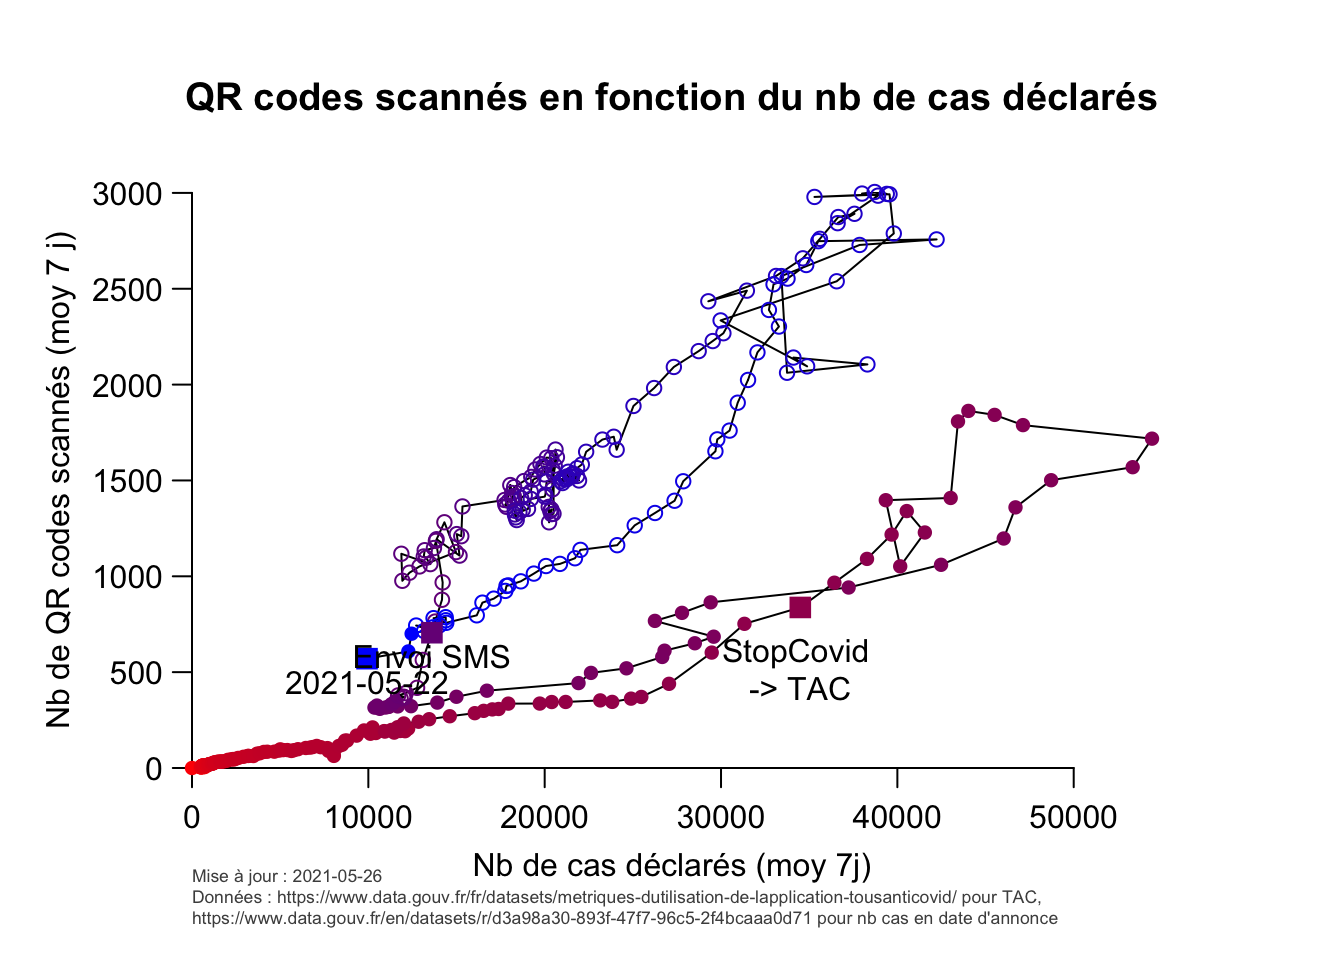 QR codes scannés en fonction du nb de cas déclarés
Nb de QR codes scannés (moy 7 j)
3000
2500
2000
1500
1000
500
0
Envoi SMS
2021-05-22
StopCovid
-> TAC
0 10000 20000 30000 40000 50000
Nb de cas déclarés (moy 7j)
Mise à jour : 2021-05-26
Données : https://www.data.gouv.fr/fr/datasets/metriques-dutilisation-de-lapplication-tousanticovid/ pour TAC,
https://www.data.gouv.fr/en/datasets/r/d3a98a30-893f-47f7-96c5-2f4bcaaa0d71 pour nb cas en date d'annonce